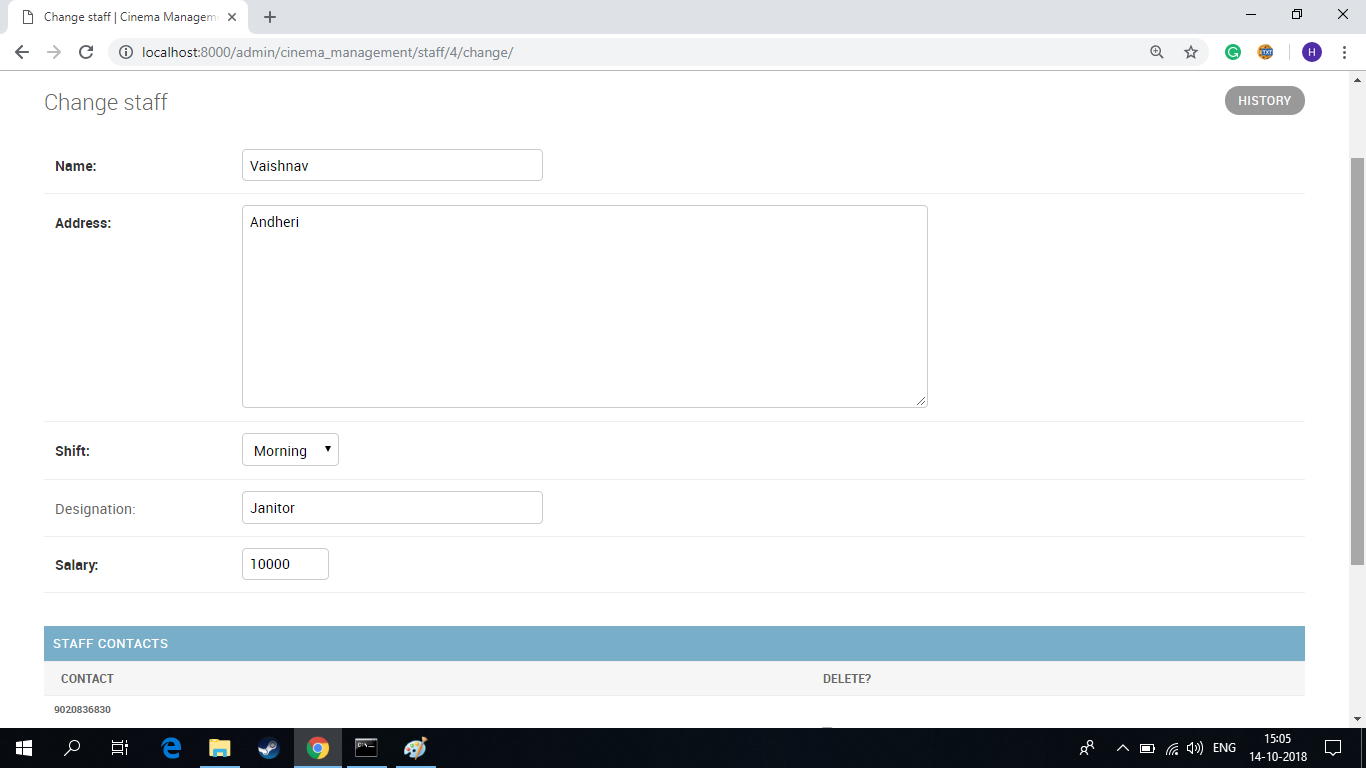 Change staff | Cinema Managem
localhost:8000/admin/cinema_management/staff/4/change/
H
Change staff
HISTORY
Name:
Vaishnav
Address:
Andheri
Shift:
Morning
Designation:
Janitor
Salary:
10000
STAFF CONTACTS
CONTACT DELETE?
9020836830
ENG
15:05
14-10-2018